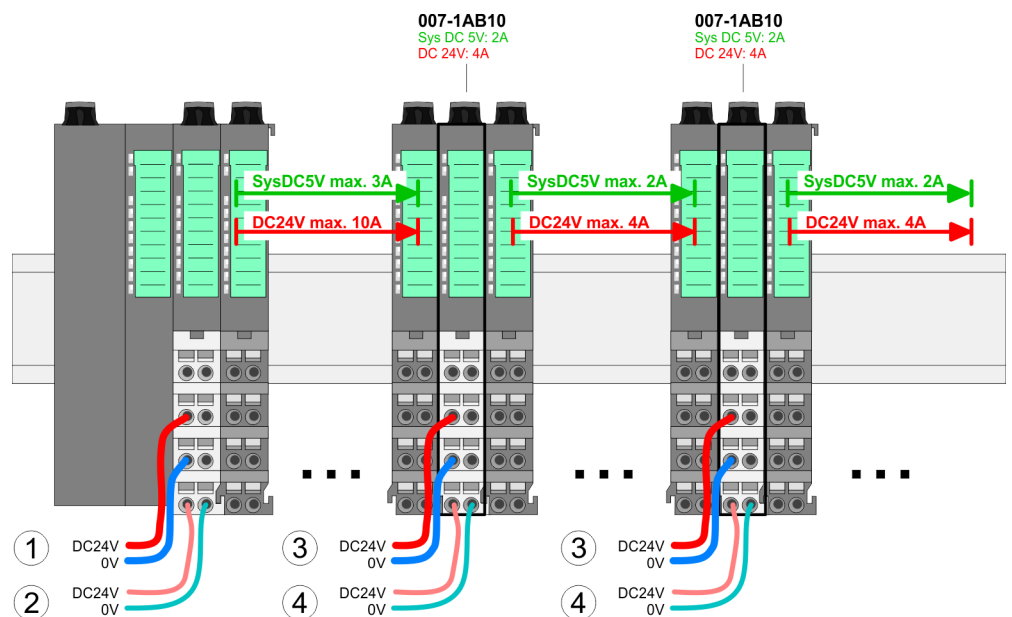 007-1AB10
Sys DC 5V: 2A
DC 24V: 4A
007-1AB10
Sys DC 5V: 2A
DC 24V: 4A
SysDC5V max. 3A
SysDC5V max. 2A
SysDC5V max. 2A
DC24V max. 10A
DC24V max. 4A
DC24V max. 4A
1
DC24V
0V
3
DC24V
0V
3
DC24V
0V
2
DC24V
0V
4
DC24V
0V
4
DC24V
0V